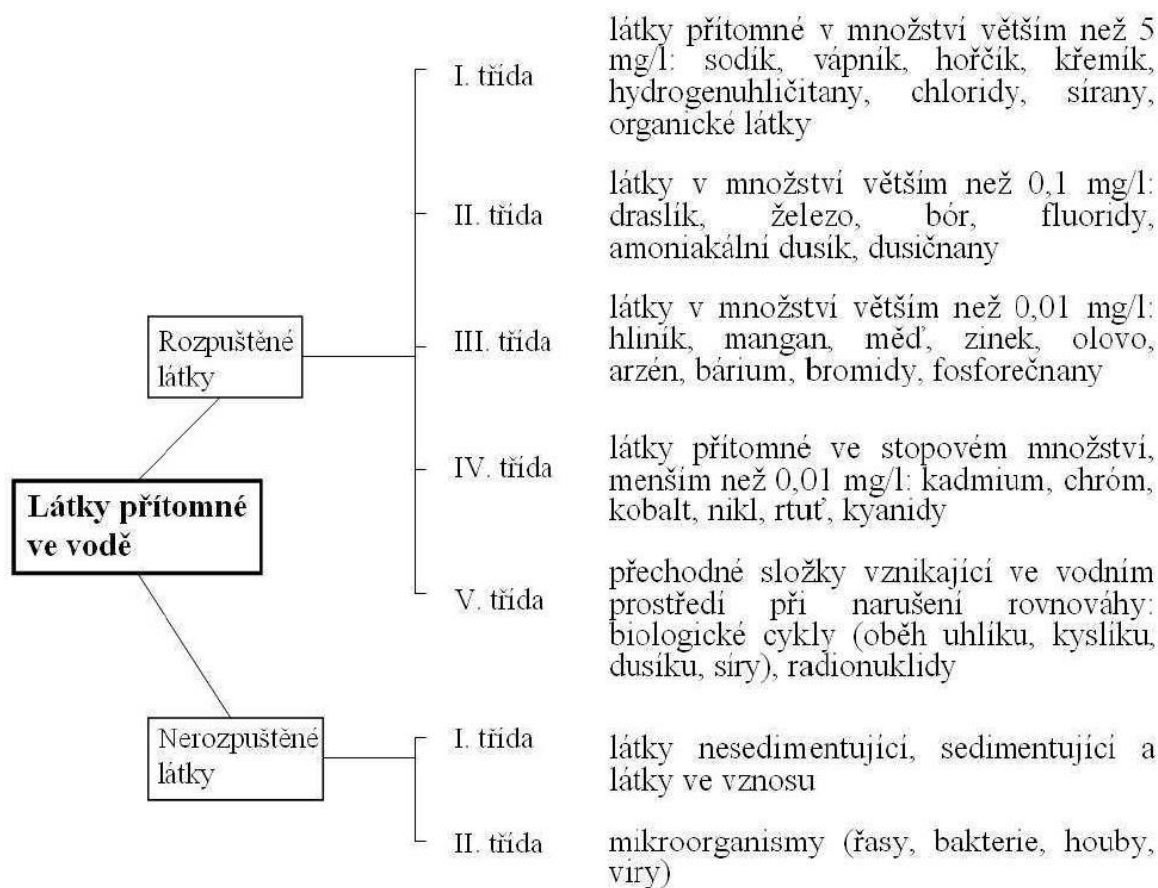 látky přítomné v množství větším než 5
mg/l: sodík, vápník, hořčík, křemík,
I. třída
hydrogenuhličitany, chloridy, sírany,
organické látky
látky v množství větším než 0,1 mg/l:
II. třída
draslík, železo, bór, fluoridy,
amoniakální dusík, dusičnany
látky v množství větším než 0,01 mg/l:
Rozpuštěné
látky
III. třída
hliník, mangan, měď, zinek, olovo,
arzén, bárium, bromidy, fosforečnany
látky přítomné ve stopovém množství,
IV. třída
menším než 0,01 mg/l: kadmium, chróm,
kobalt, nikl, rtuť, kyanidy
Látky přítomné
ve vodě
přechodné složky vznikající ve vodním
V. třída
prostředí při narušení rovnováhy:
biologické cykly (oběh uhlíku, kyslíku,
dusíku, síry), radionuklidy
Nerozpuštěné
látky
I. třída
látky nesedimentující, sedimentující a
látky ve vznosu
II. třída
mikroorganismy (řasy, bakterie, houby,
viry)